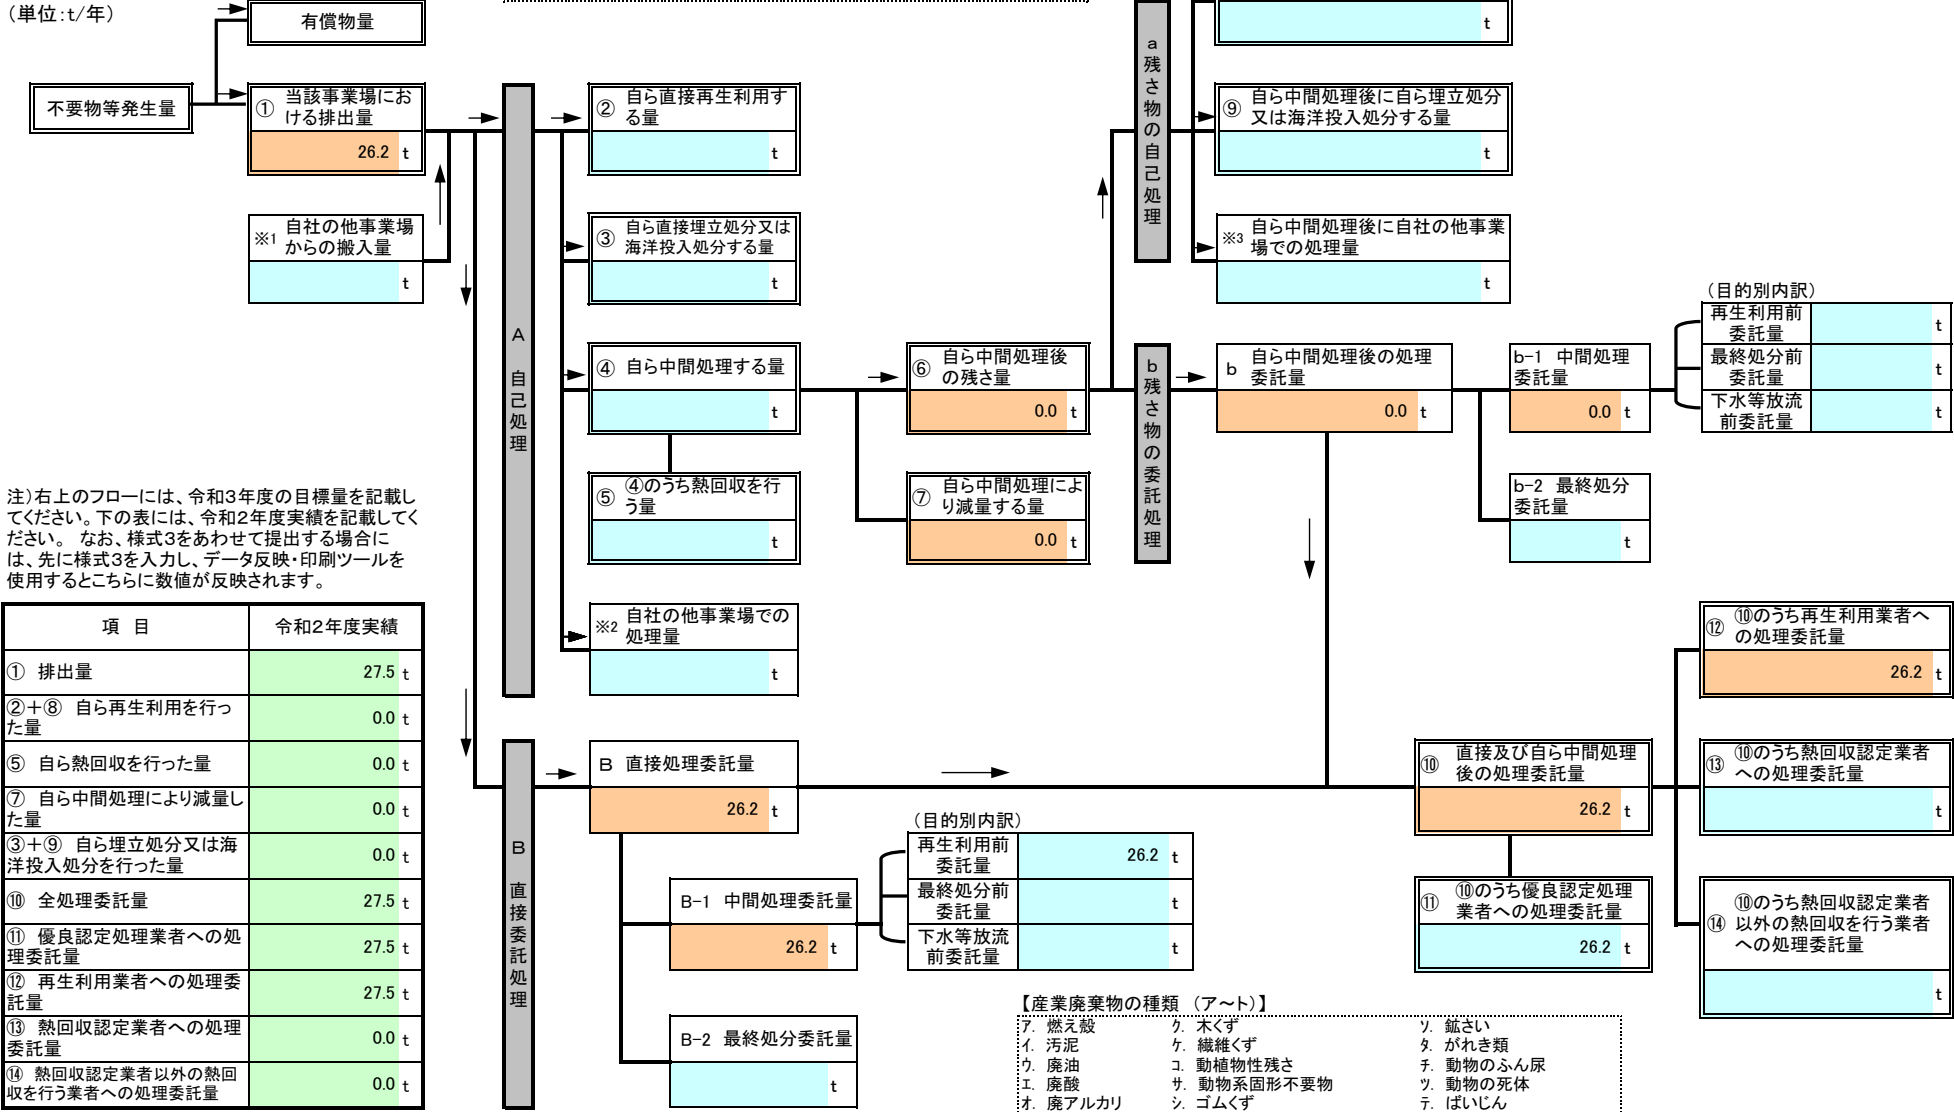 （単位:t/年）
有償物量
t
不要物等発生量
① 当該事業場における排出量
26.2 t
※1 自社の他事業場からの搬入量
t
A 自己処理
② 自ら直接再生利用する量
t
③ 自ら直接埋立処分又は海洋投入処分する量
t
④ 自ら中間処理する量
t
⑤ ④のうち熱回収を行う量
t
※2 自社の他事業場での処理量
t
⑥ 自ら中間処理後の残さ量
0.0 t
⑦ 自ら中間処理により減量する量
0.0 t
a 残さ物の自己処理
⑨ 自ら中間処理後に自ら埋立処分又は海洋投入処分する量
t
※3 自ら中間処理後に自社の他事業場での処理量
t
b 残さ物の委託処理
b 自ら中間処理後の処理委託量
0.0 t
b-1 中間処理委託量
0.0 t
（目的別内訳）
再生利用前委託量 t
最終処分前委託量 t
下水等放流前委託量 t
b-2 最終処分委託量
t
注）右上のフローには、令和3年度の目標量を記載し
てください。下の表には、令和2年度実績を記載してく
ださい。 なお、様式3をあわせて提出する場合に
は、先に様式3を入力し、データ反映・印刷ツールを
使用するとこちらに数値が反映されます。
項 目 令和2年度実績
① 排出量 27.5 t
②＋⑧ 自ら再生利用を行った量 0.0 t
⑤ 自ら熱回収を行った量 0.0 t
⑦ 自ら中間処理により減量した量 0.0 t
③＋⑨ 自ら埋立処分又は海洋投入処分を行った量 0.0 t
⑩ 全処理委託量 27.5 t
⑪ 優良認定処理業者への処理委託量 27.5 t
⑫ 再生利用業者への処理委託量 27.5 t
⑬ 熱回収認定業者への処理委託量 0.0 t
⑭ 熱回収認定業者以外の熱回収を行う業者への処理委託量 0.0 t
B 直接委託処理
B 直接処理委託量
26.2 t
B-1 中間処理委託量
26.2 t
（目的別内訳）
再生利用前委託量 26.2 t
最終処分前委託量 t
下水等放流前委託量 t
B-2 最終処分委託量
t
⑩ 直接及び自ら中間処理後の処理委託量
26.2 t
⑪ ⑩のうち優良認定処理業者への処理委託量
26.2 t
⑫ ⑩のうち再生利用業者への処理委託量
26.2 t
⑬ ⑩のうち熱回収認定業者への処理委託量
t
⑭ ⑩のうち熱回収認定業者以外の熱回収を行う業者への処理委託量
t
【産業廃棄物の種類 （ア～ト）】
ア. 燃え殻 ク. 木くず ソ. 鉱さい
イ. 汚泥 ケ. 繊維くず タ. がれき類
ウ. 廃油 コ. 動植物性残さ チ. 動物のふん尿
エ. 廃酸 サ. 動物系固形不要物 ツ. 動物の死体
オ. 廃アルカリ シ. ゴムくず テ. ばいじん